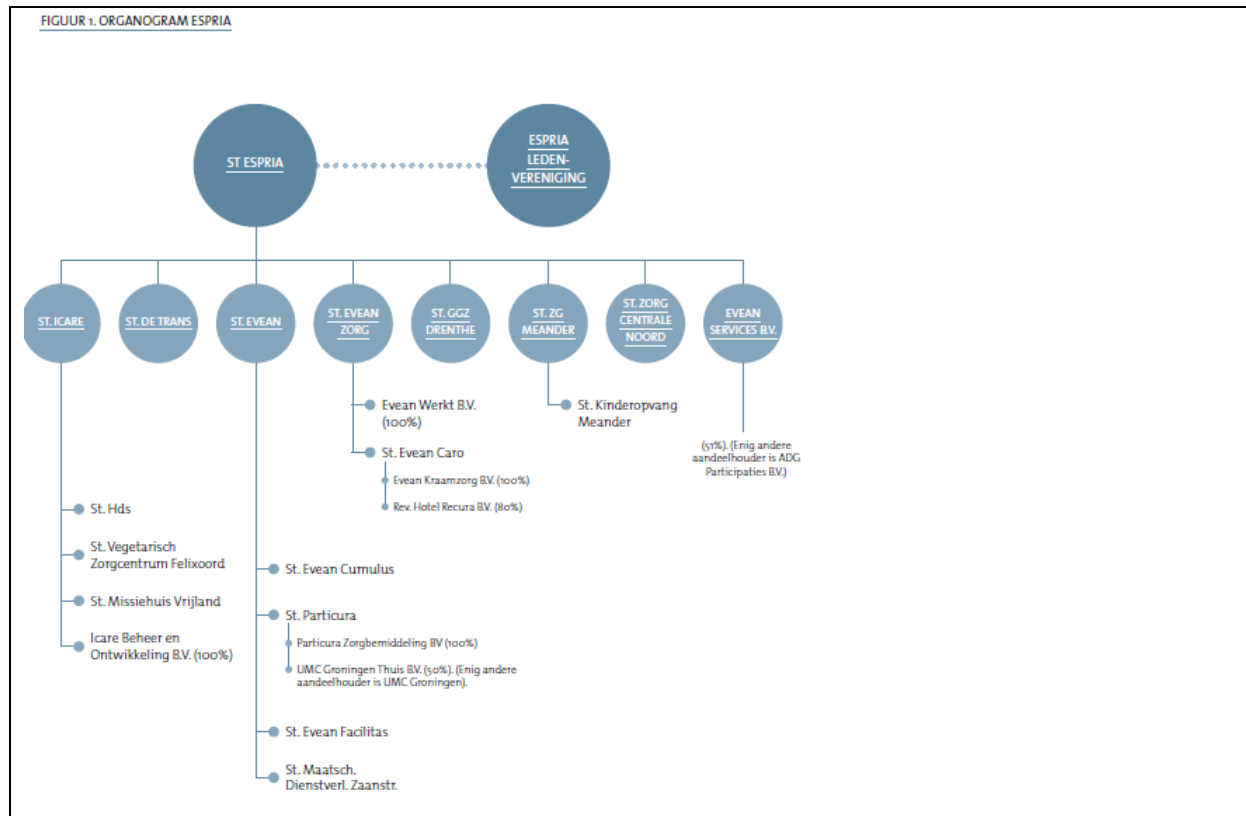 FIGUUR 1. ORGANOGRAM ESPRIA
ST ESPRIA
ESPRIA
LEDEN-
VERENIGING
ST. ICARE
ST. DE TRANS
ST. EVEAN
ST. EVEAN
ZORG
ST. GGZ
DRENTHE
ST. ZG
MEANDER
ST. ZORG
CENTRALE
NOORD
EVEAN
SERVICES B.V.
Evean Werkt B.V.
(100%)
St. Evean Caro
Evean Kraamzorg B.V. (100%)
Rev. Hotel Recura B.V. (80%)
St. Kinderopvang
Meander
(51%). (Enig andere
aandeelhouder is ADG
Participaties B.V.)
St. Hds
St. Vegetarisch
Zorgcentrum Felixoord
St. Missiehuis Vrijland
Icare Beheer en
Ontwikkeling B.V. (100%)
St. Evean Cumulus
St. Particura
Particura Zorgbemiddeling BV (100%)
UMC Groningen Thuis B.V. (50%). (Enig andere
aandeelhouder is UMC Groningen).
St. Evean Facilitas
St. Maatsch.
Dienstverl. Zaanstr.